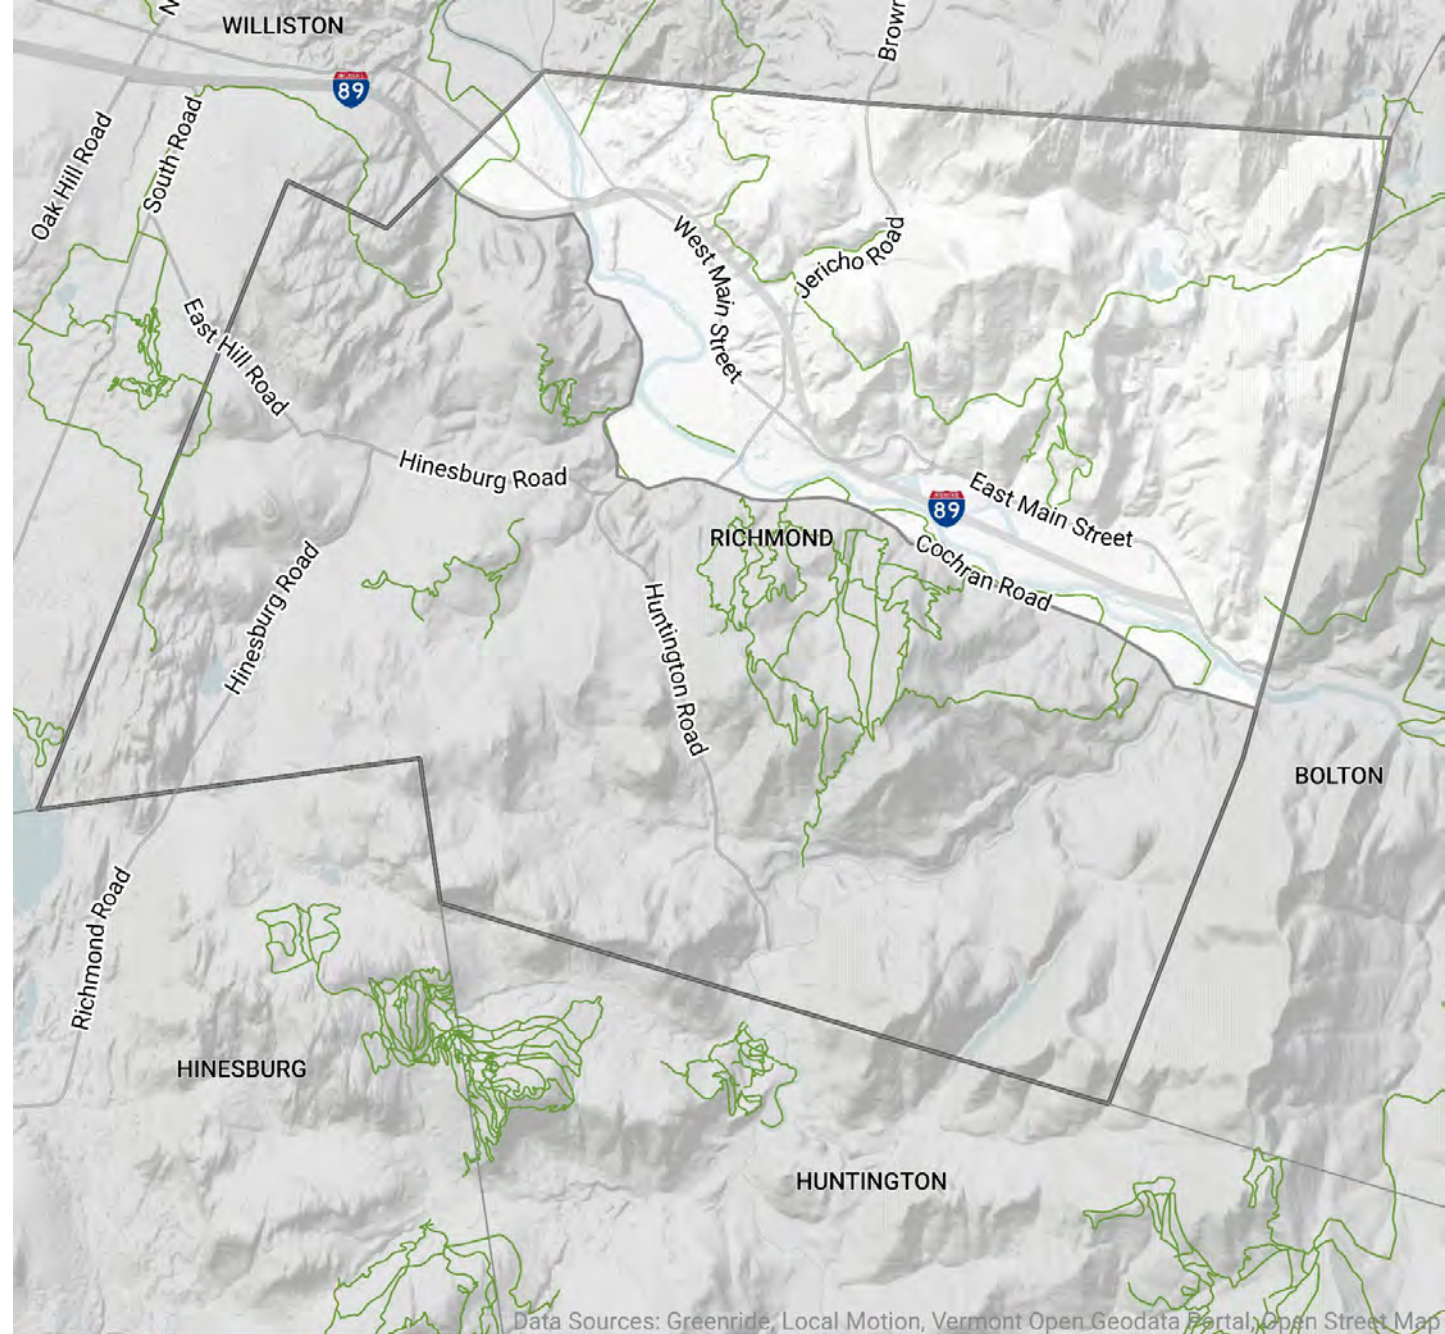 WILLISTON
N
Brown
89
Oak Hill Road
South Road
West Main Street
Jericho Road
East Hill Road
Hinesburg Road
89
East Main Street
RICHMOND
Cochran Road
Hinesburg Road
Huntington Road
BOLTON
Richmond Road
HINESBURG
HUNTINGTON
Data Sources: Greenride, Local Motion, Vermont Open Geodata Portal, Open Street Map